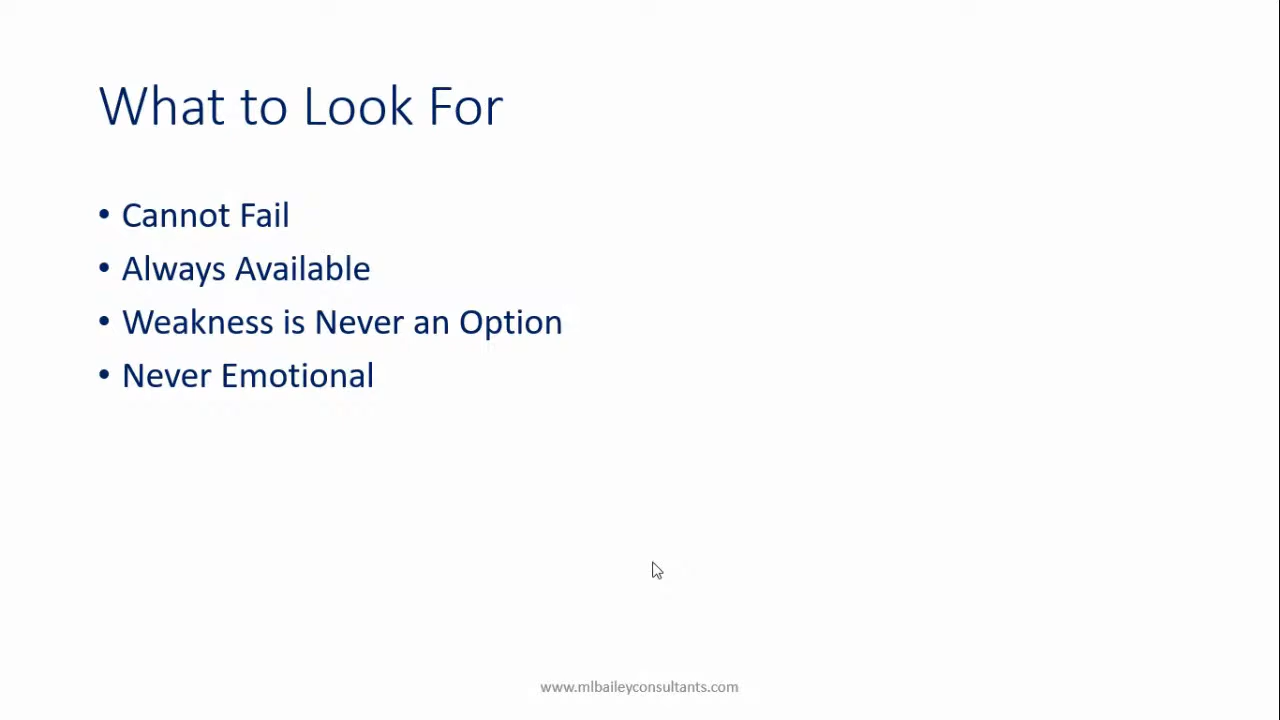 What to Look For
• Cannot Fail
• Always Available
• Weakness is Never an Option
• Never Emotional
www.mlbaileyconsultants.com